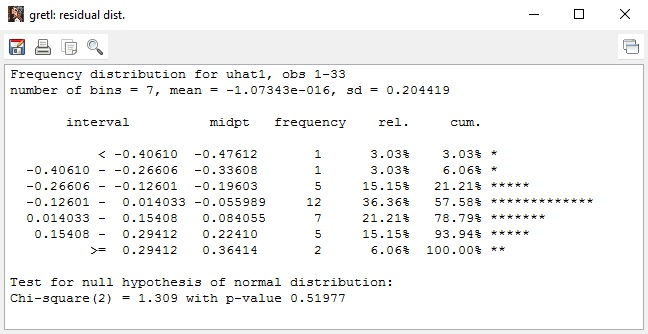 gretl: residual dist.
Frequency distribution for uhat1, obs 1-33
number of bins = 7, mean = -1.07343e-016, sd = 0.204419
interval midpt frequency rel. cum.
< -0.40610 -0.47612 1 3.03% 3.03% *
-0.40610 - -0.26606 -0.33608 1 3.03% 6.06% *
-0.26606 - -0.12601 -0.19603 5 15.15% 21.21% *****
-0.12601 - 0.014033 -0.055989 12 36.36% 57.58% *************
0.014033 - 0.15408 0.084055 7 21.21% 78.79% *******
0.15408 - 0.29412 0.22410 5 15.15% 93.94% *****
>= 0.29412 0.36414 2 6.06% 100.00% **
Test for null hypothesis of normal distribution:
Chi-square(2) = 1.309 with p-value 0.51977